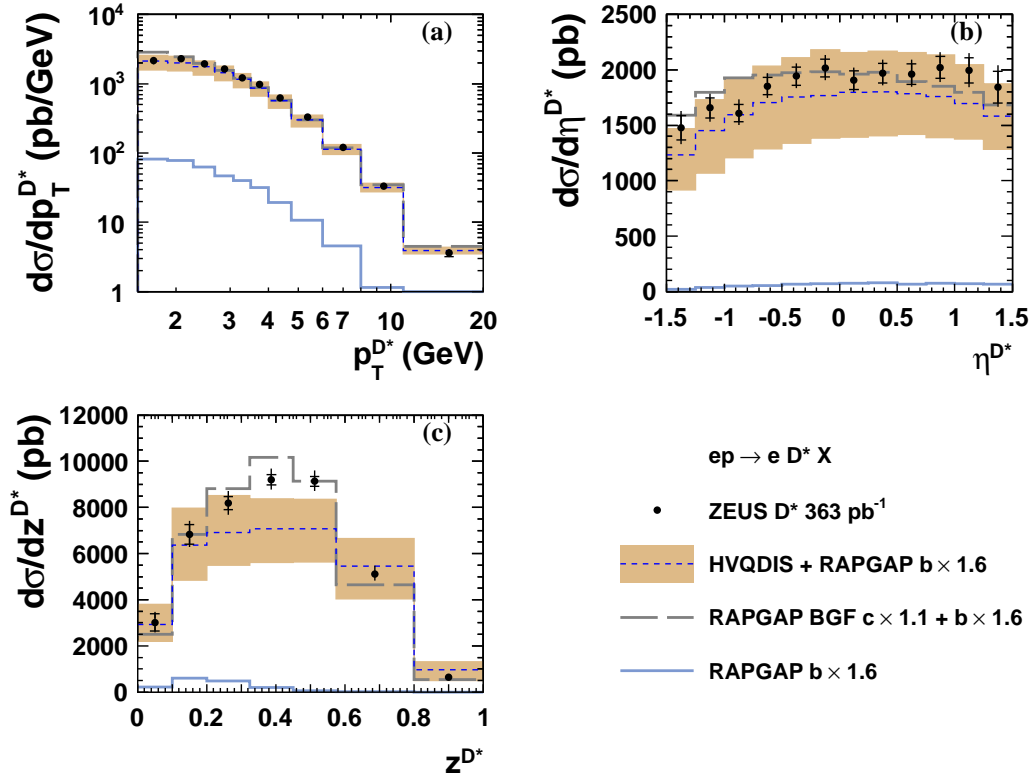 (a)
dσ/dp_T^{D*} (pb/GeV)
10^4
10^3
10^2
10
1
2 3 4 5 6 7 10 20
p_T^{D*} (GeV)
(b)
dσ/dη^{D*} (pb)
2500
2000
1500
1000
500
0
-1.5 -1 -0.5 0 0.5 1 1.5
η^{D*}
(c)
dσ/dz^{D*} (pb)
12000
10000
8000
6000
4000
2000
0
0 0.2 0.4 0.6 0.8 1
z^{D*}
ep → e D* X
ZEUS D* 363 pb^{-1}
HVQDIS + RAPGAP b × 1.6
RAPGAP BGF c × 1.1 + b × 1.6
RAPGAP b × 1.6